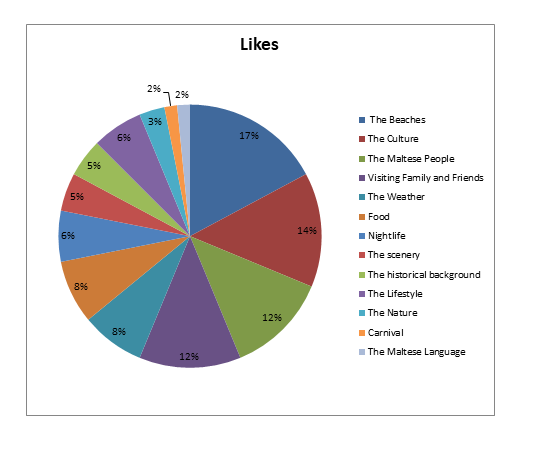 Likes
2%
2%
3%
17%
6%
5%
5%
14%
6%
8%
12%
8%
12%
The Beaches
The Culture
The Maltese People
Visiting Family and Friends
The Weather
Food
Nightlife
The scenery
The historical background
The Lifestyle
The Nature
Carnival
The Maltese Language